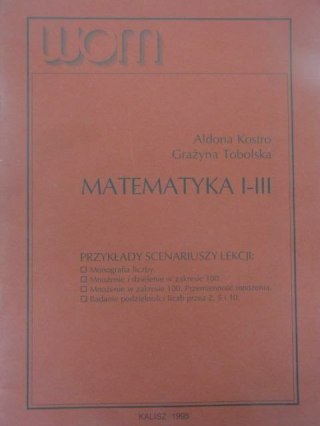 wom
Aldona Kostro
Grażyna Tobolska
MATEMATYKA I-III
PRZYKŁADY SCENARIUSZY LEKCJI:
Monografia liczby
Mnożenie i dzielenie w zakresie 100
Mnożenie w zakresie 100. Przemienność mnożenia
Badanie podzielności liczb przez 2, 5 i 10
KALISZ 1995